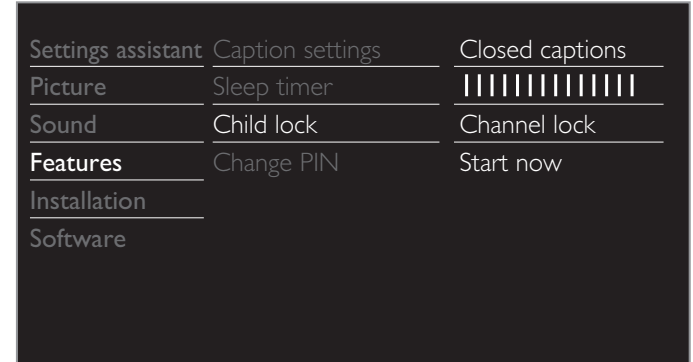 Settings assistant Caption settings Closed captions
Picture Sleep timer
Sound Child lock Channel lock
Features Change PIN Start now
Installation
Software